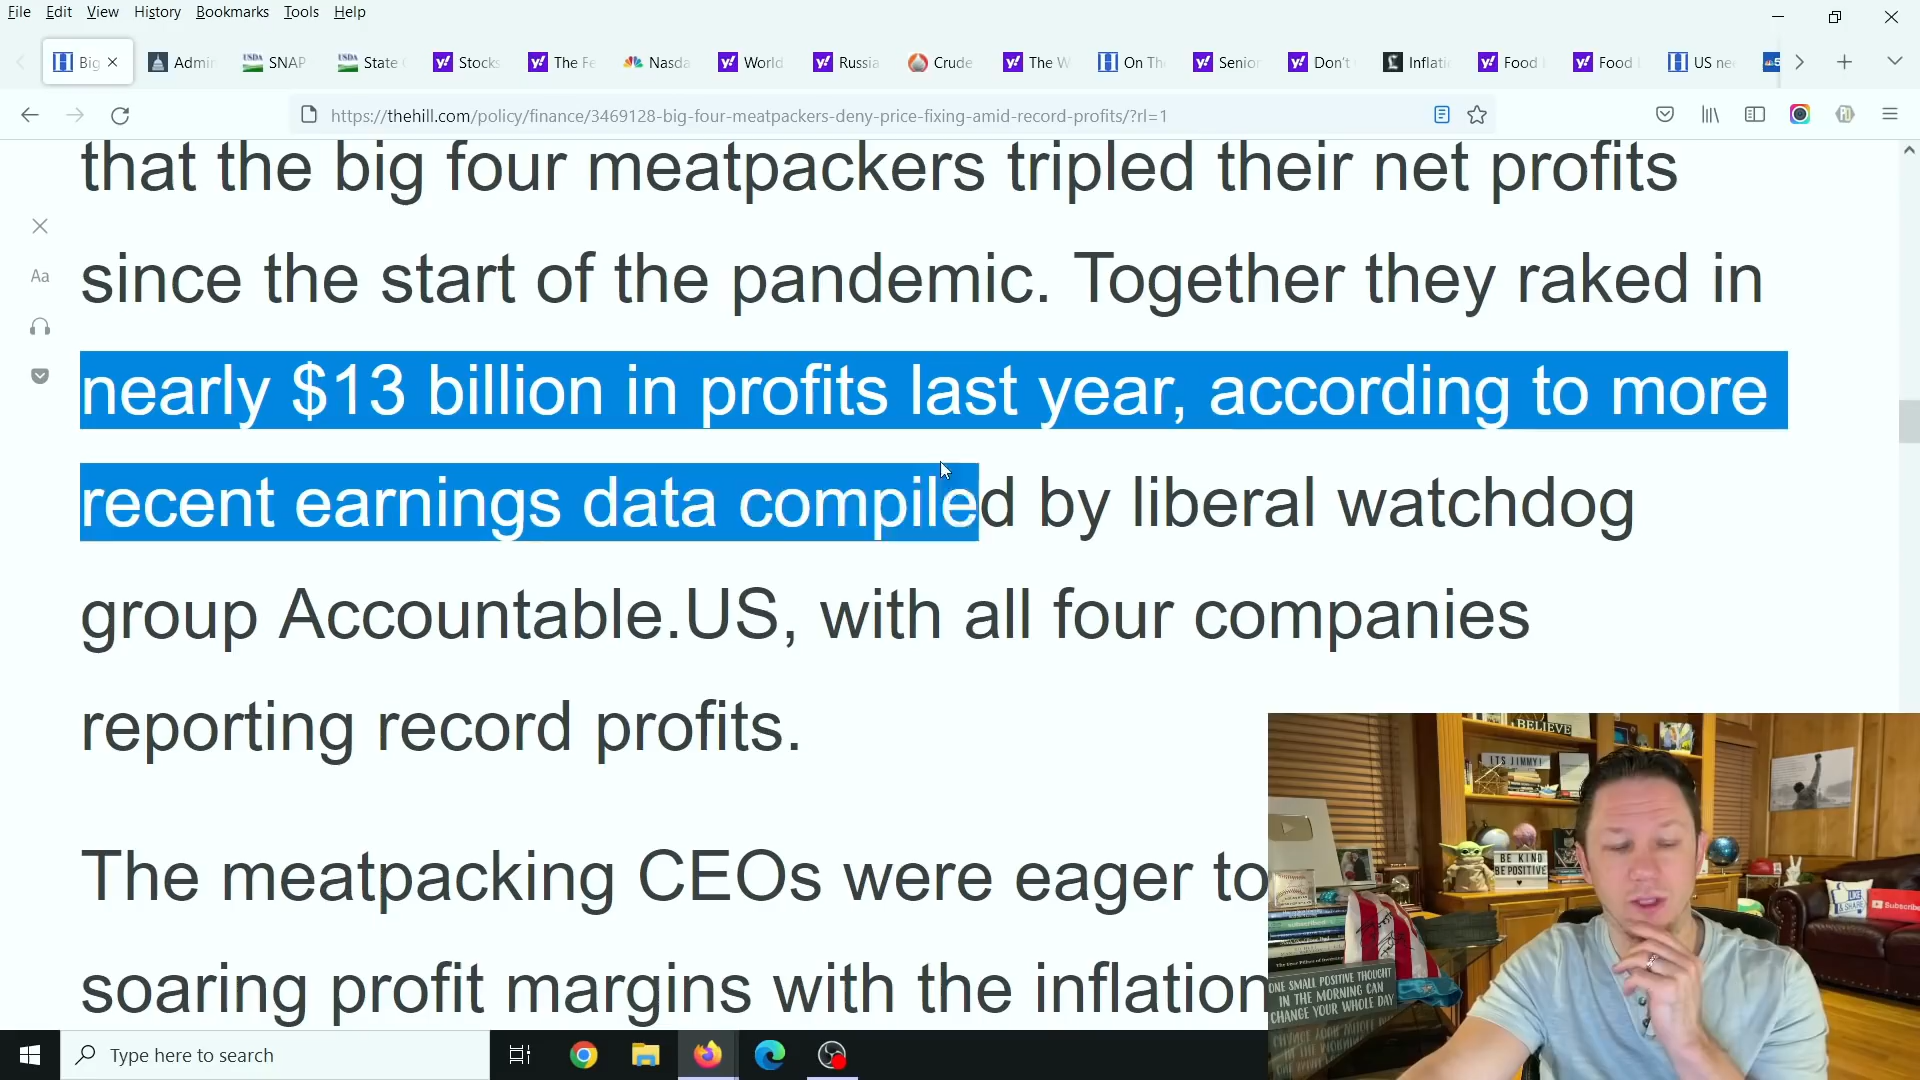 File Edit View History Bookmarks Tools Help
Big
Admi
SNAP
State
Stocks
The Fe
Nasda
World
Russia
Crude
The W
On Th
Senior
Don't
Inflati
Food
Food
US ne
https://thehill.com/policy/finance/3469128-big-four-meatpackers-deny-price-fixing-amid-record-profits/?rl=1
Aa
that the big four meatpackers tripled their net profits
since the start of the pandemic. Together they raked in
nearly $13 billion in profits last year, according to more
recent earnings data compiled by liberal watchdog
group Accountable.US, with all four companies
reporting record profits.
The meatpacking CEOs were eager to
soaring profit margins with the inflation
BELIEVE
ITS JIMMY!
BE KIND
BE POSITIVE
LIKE
& SHARE
Subscribe
ONE SMALL POSITIVE THOUGHT
IN THE MORNING CAN
CHANGE YOUR WHOLE DAY
Type here to search